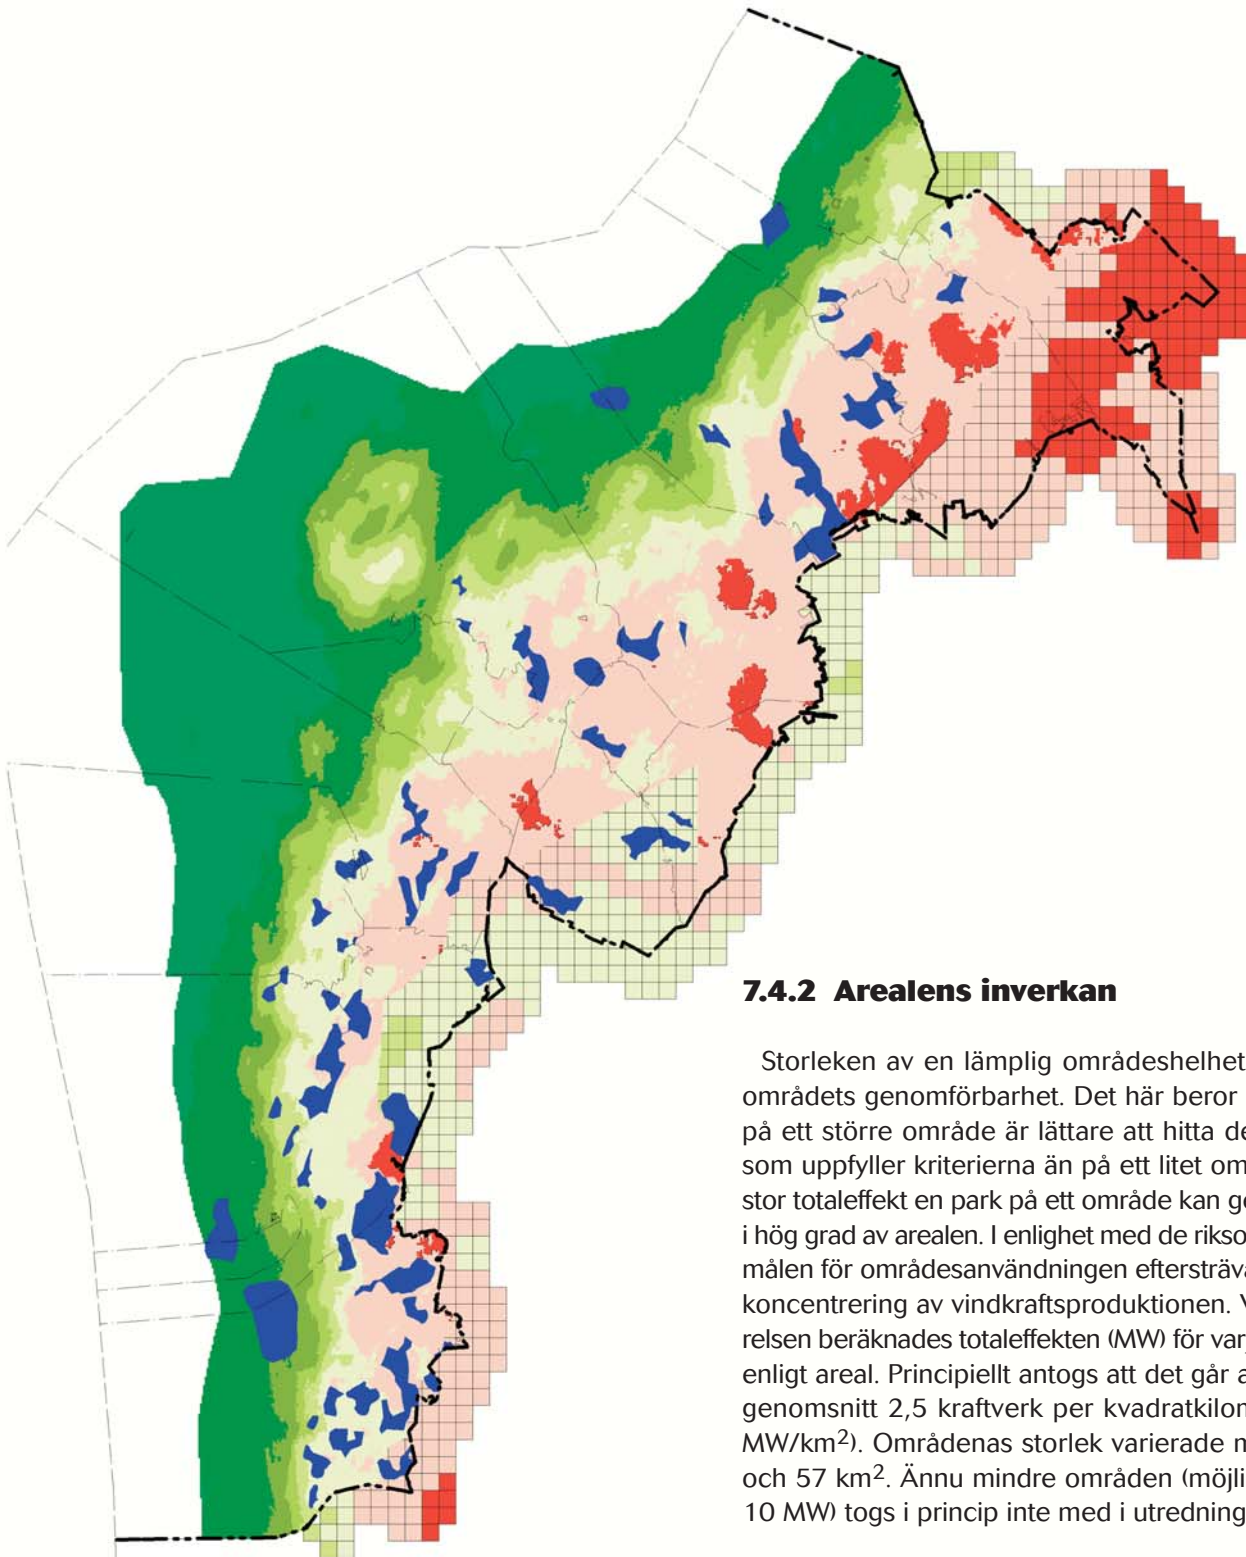 7.4.2 Arealens inverkan
Storleken av en lämplig områdeshelhet
områdets genomförbarhet. Det här beror
på ett större område är lättare att hitta de
som uppfyller kriterierna än på ett litet om
stor totaleffekt en park på ett område kan ge
i hög grad av arealen. I enlighet med de rikso
målen för områdesanvändningen eftersträva
koncentrering av vindkraftsproduktionen. V
relsen beräknades totaleffekten (MW) för var
enligt areal. Principiellt antogs att det går a
genomsnitt 2,5 kraftverk per kvadratkilom
MW/km²). Områdenas storlek varierade m
och 57 km². Ännu mindre områden (möjli
10 MW) togs i princip inte med i utredning